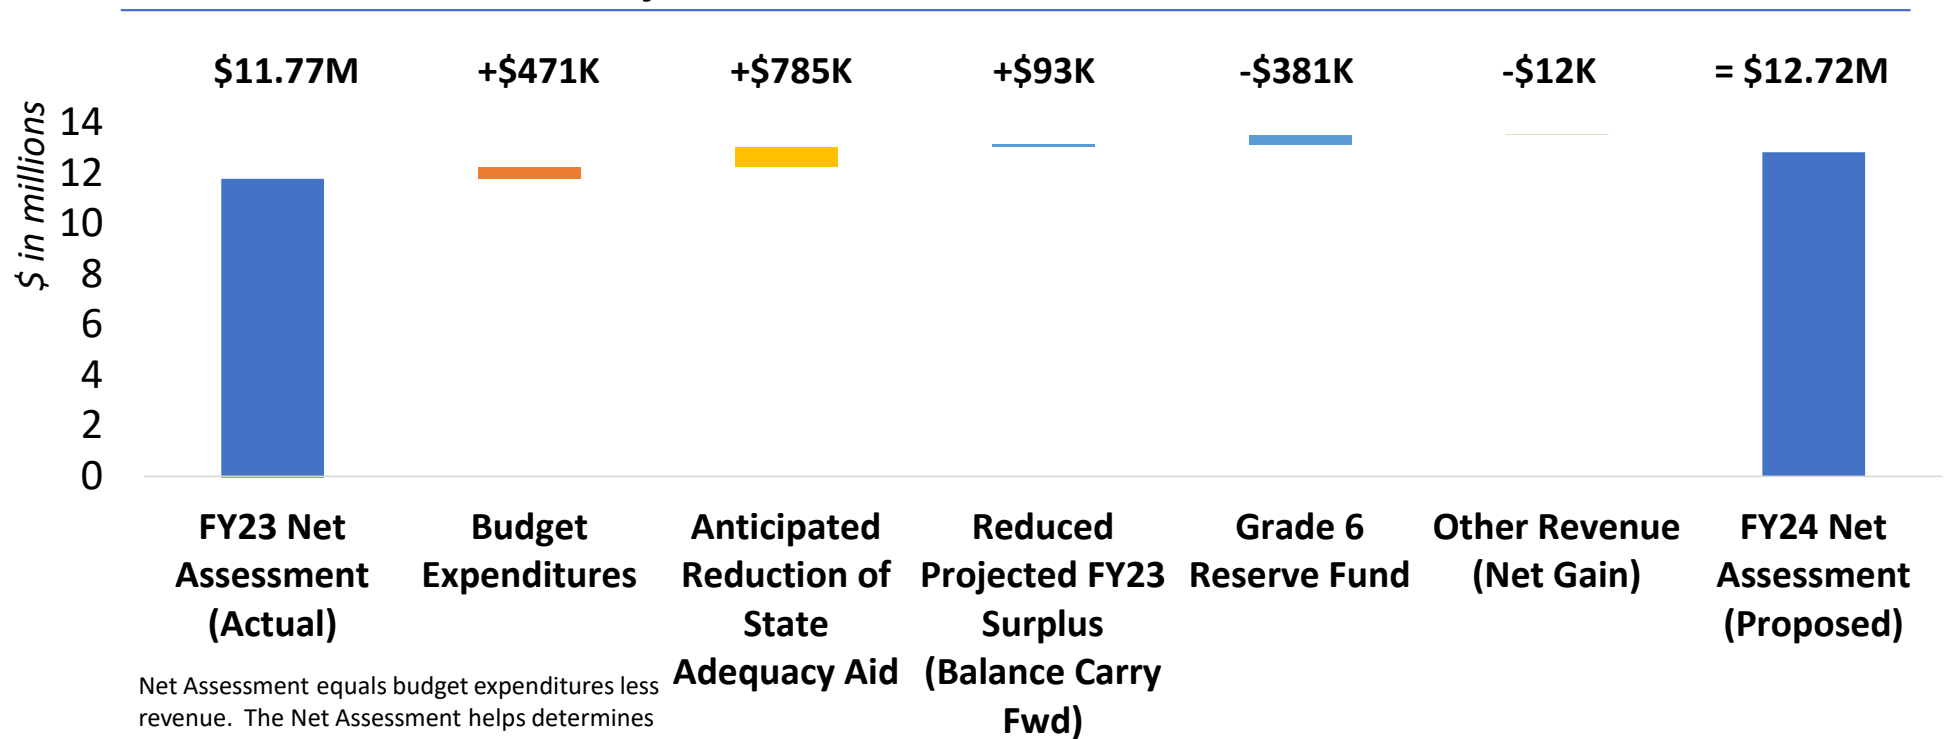 $11.77M +$471K +$785K +$93K -$381K -$12K = $12.72M
$ in millions
14
12
10
8
6
4
2
0
FY23 Net
Assessment
(Actual)
Budget
Expenditures
Anticipated
Reduction of
State
Adequacy Aid
Reduced
Projected FY23
Surplus
(Balance Carry
Fwd)
Grade 6
Reserve Fund
Other Revenue
(Net Gain)
FY24 Net
Assessment
(Proposed)
Net Assessment equals budget expenditures less
revenue. The Net Assessment helps determines